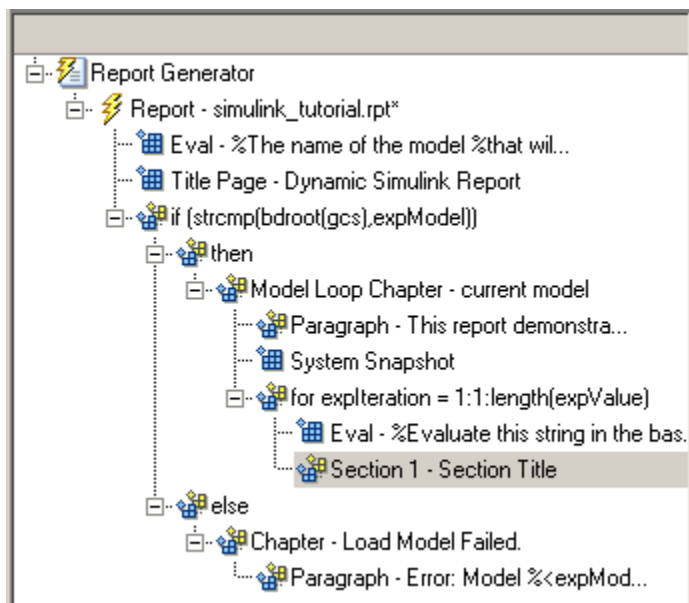 Report Generator
Report - simulink_tutorial.rpt*
Eval - %The name of the model %that wil...
Title Page - Dynamic Simulink Report
if (strcmp(bdroot(gcs),expModel))
then
Model Loop Chapter - current model
Paragraph - This report demonstra...
System Snapshot
for expIteration = 1:1:length(expValue)
Eval - %Evaluate this string in the bas.
Section 1 - Section Title
else
Chapter - Load Model Failed.
Paragraph - Error: Model %<expMod...